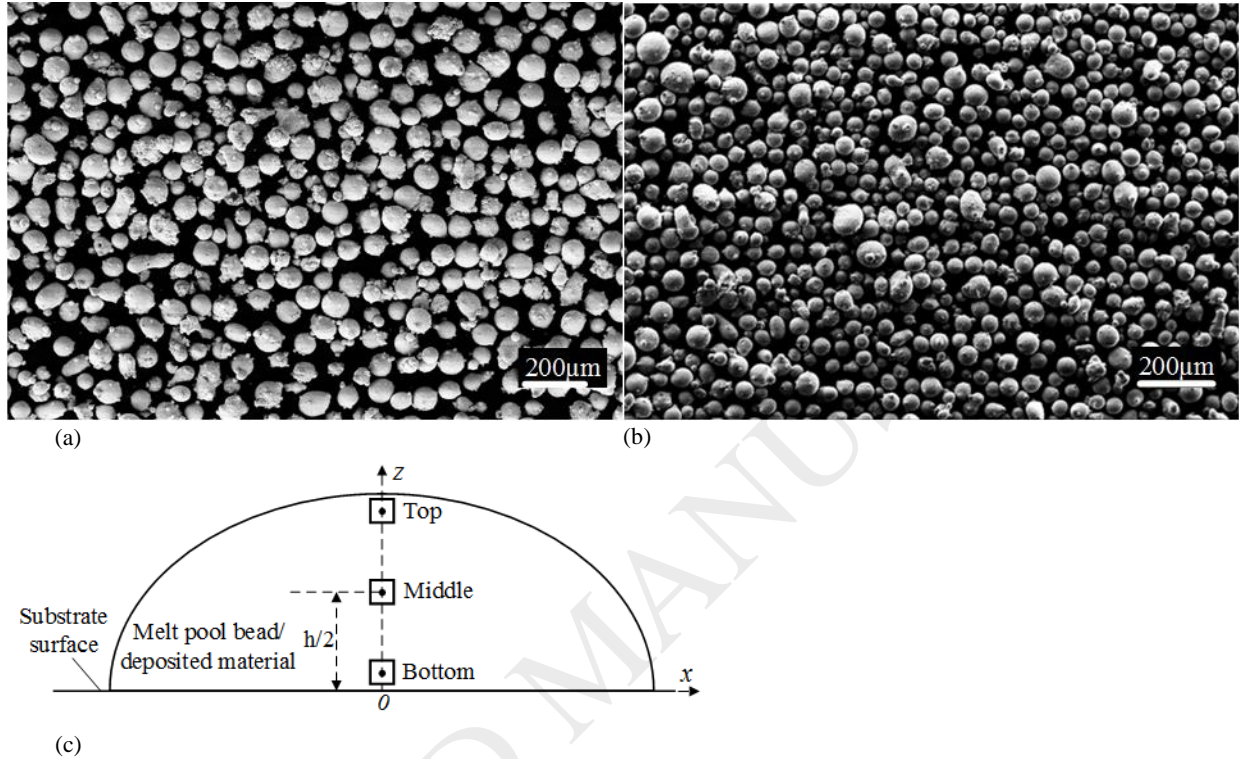 200µm
200µm
(a)
(b)
z
Top
Middle
Substrate
surface
Melt pool bead/
deposited material
h/2
Bottom
x
0
(c)